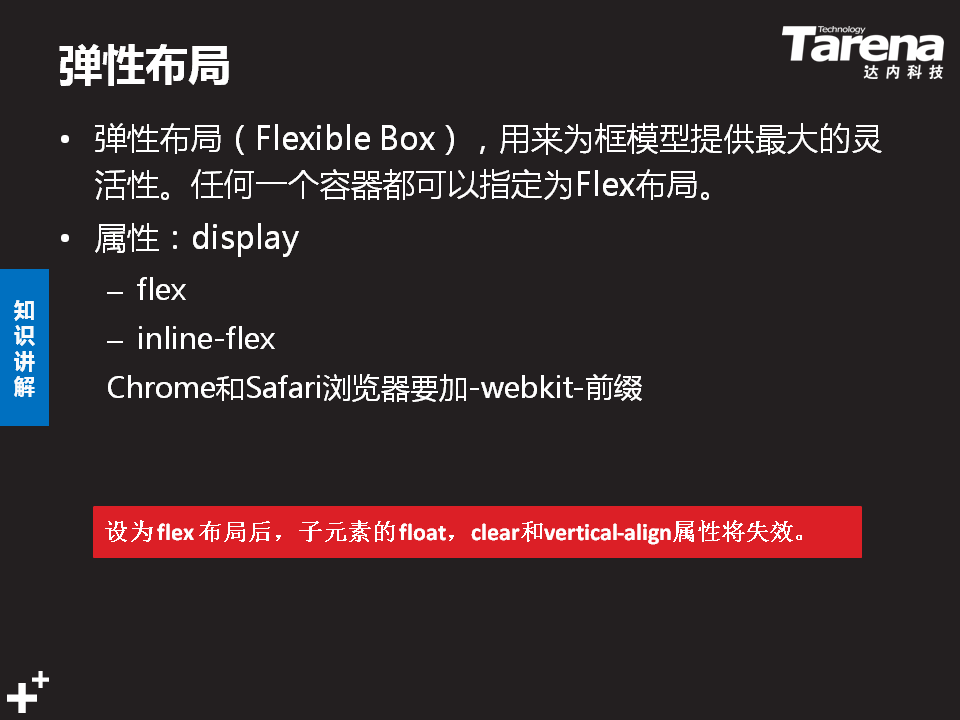 弹性布局
Technology
Tarena
达内科技
• 弹性布局（Flexible Box），用来为框模型提供最大的灵
活性。任何一个容器都可以指定为Flex布局。
• 属性：display
– flex
– inline-flex
Chrome和Safari浏览器要加-webkit-前缀
知
识
讲
解
设为flex布局后，子元素的float，clear和vertical-align属性将失效。